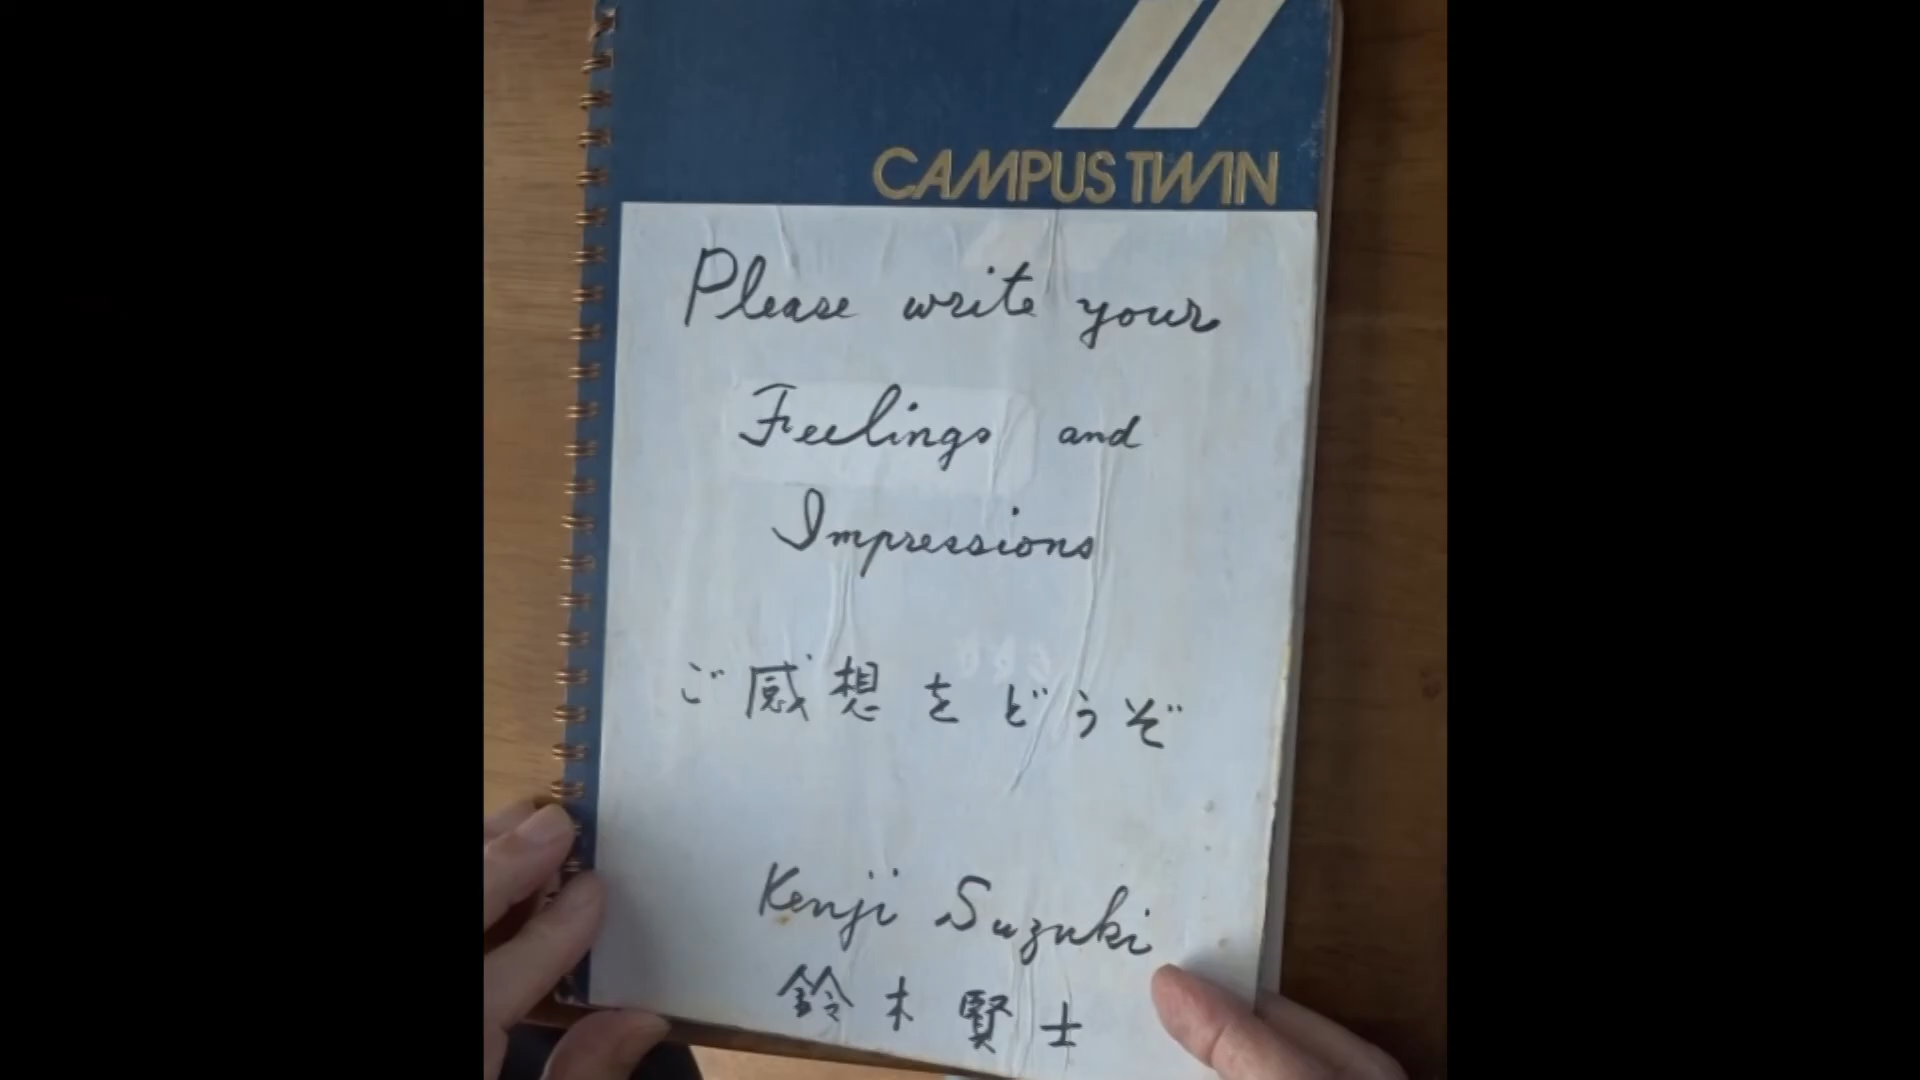 CAMPUS TWIN
Please write your
Feelings and
Impressions
ご感想をどうぞ
Kenji Suzuki
鈴木賢士